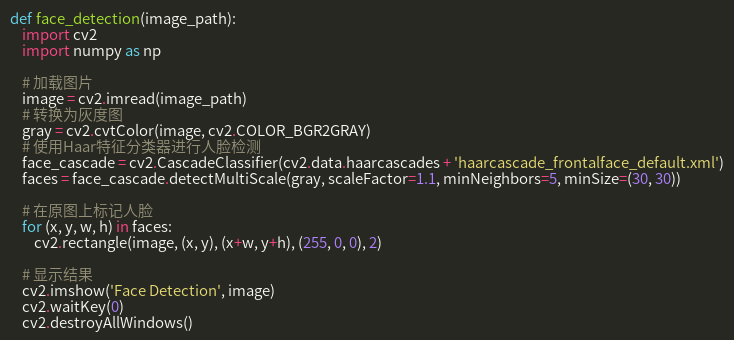 def face_detection(image_path):
    import cv2
    import numpy as np

    # 加载图片
    image = cv2.imread(image_path)
    # 转换为灰度图
    gray = cv2.cvtColor(image, cv2.COLOR_BGR2GRAY)
    # 使用Haar特征分类器进行人脸检测
    face_cascade = cv2.CascadeClassifier(cv2.data.haarcascades + 'haarcascade_frontalface_default.xml')
    faces = face_cascade.detectMultiScale(gray, scaleFactor=1.1, minNeighbors=5, minSize=(30, 30))

    # 在原图上标记人脸
    for (x, y, w, h) in faces:
        cv2.rectangle(image, (x, y), (x+w, y+h), (255, 0, 0), 2)

    # 显示结果
    cv2.imshow('Face Detection', image)
    cv2.waitKey(0)
    cv2.destroyAllWindows()